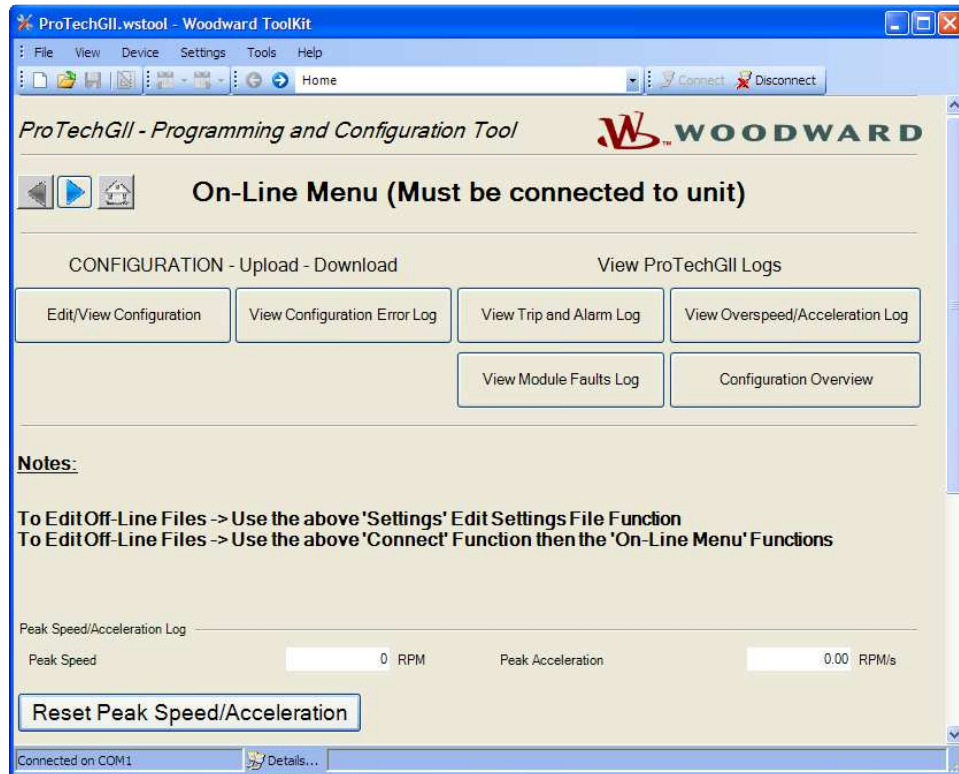 ProTechGII.wstool - Woodward ToolKit
File View Device Settings Tools Help
Home Connect Disconnect
ProTechGII - Programming and Configuration Tool
WOODWARD
On-Line Menu (Must be connected to unit)
CONFIGURATION - Upload - Download View ProTechGII Logs
Edit/View Configuration View Configuration Error Log View Trip and Alarm Log View Overspeed/Acceleration Log
View Module Faults Log Configuration Overview
Notes:
To Edit Off-Line Files -> Use the above 'Settings' Edit Settings File Function
To Edit Off-Line Files -> Use the above 'Connect' Function then the 'On-Line Menu' Functions
Peak Speed/Acceleration Log
Peak Speed 0 RPM Peak Acceleration 0.00 RPM/s
Reset Peak Speed/Acceleration
Connected on COM1 Details...